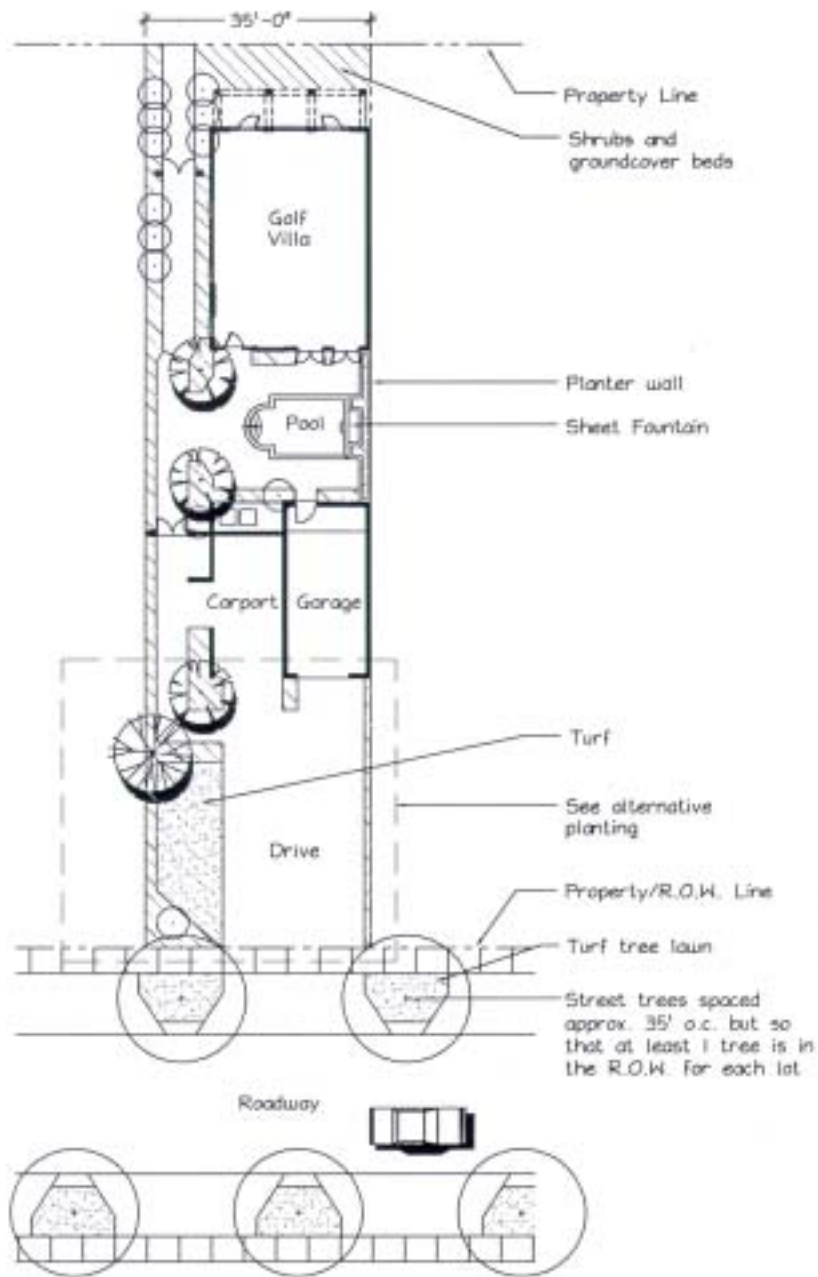 35'-0"
Property Line
Shrubs and
groundcover beds
Golf
Villa
Planter wall
Pool
Sheet Fountain
Carport
Garage
Turf
See alternative
planting
Drive
Property/R.O.W. Line
Turf tree lawn
Street trees spaced
approx. 35' o.c. but so
that at least 1 tree is in
the R.O.W. for each lot
Roadway